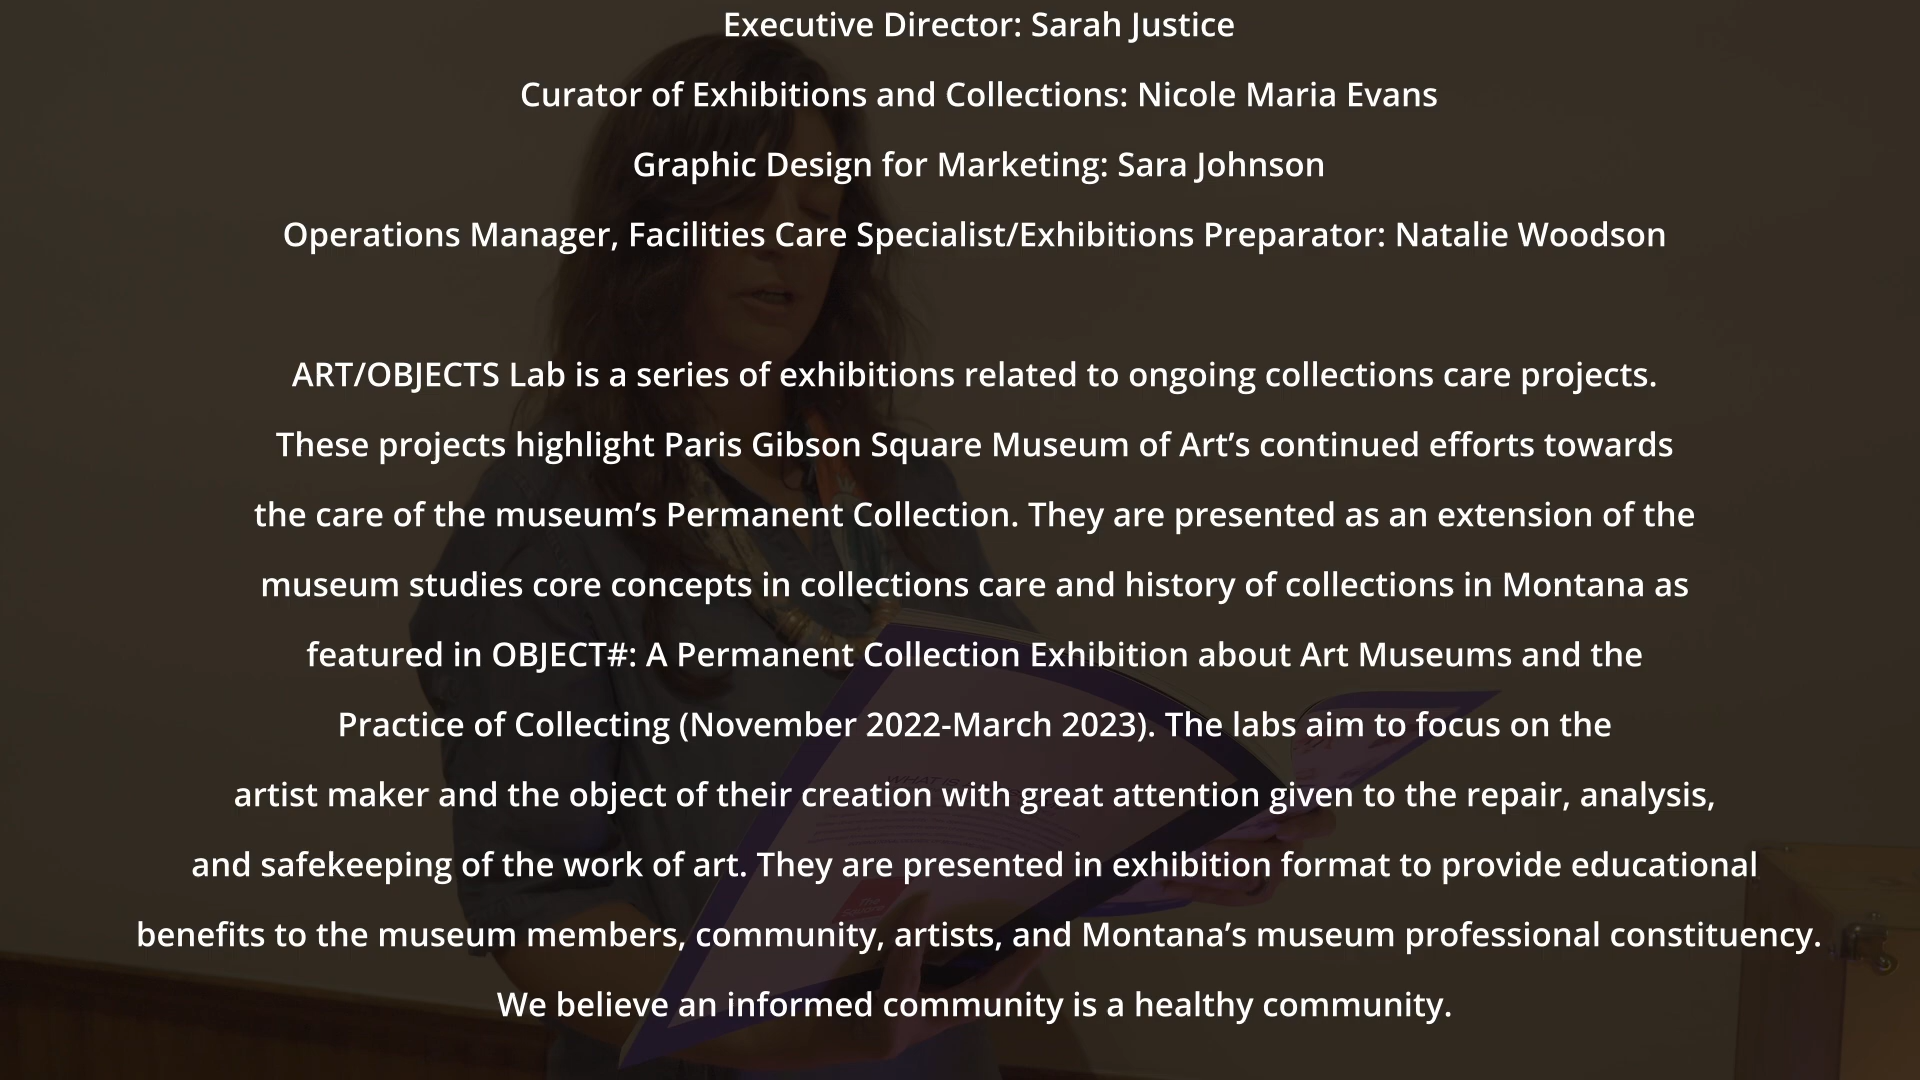 Executive Director: Sarah Justice
Curator of Exhibitions and Collections: Nicole Maria Evans
Graphic Design for Marketing: Sara Johnson
Operations Manager, Facilities Care Specialist/Exhibitions Preparator: Natalie Woodson
ART/OBJECTS Lab is a series of exhibitions related to ongoing collections care projects.
These projects highlight Paris Gibson Square Museum of Art’s continued efforts towards
the care of the museum’s Permanent Collection. They are presented as an extension of the
museum studies core concepts in collections care and history of collections in Montana as
featured in OBJECT#: A Permanent Collection Exhibition about Art Museums and the
Practice of Collecting (November 2022-March 2023). The labs aim to focus on the
artist maker and the object of their creation with great attention given to the repair, analysis,
and safekeeping of the work of art. They are presented in exhibition format to provide educational
benefits to the museum members, community, artists, and Montana’s museum professional constituency.
We believe an informed community is a healthy community.
WHAT IS